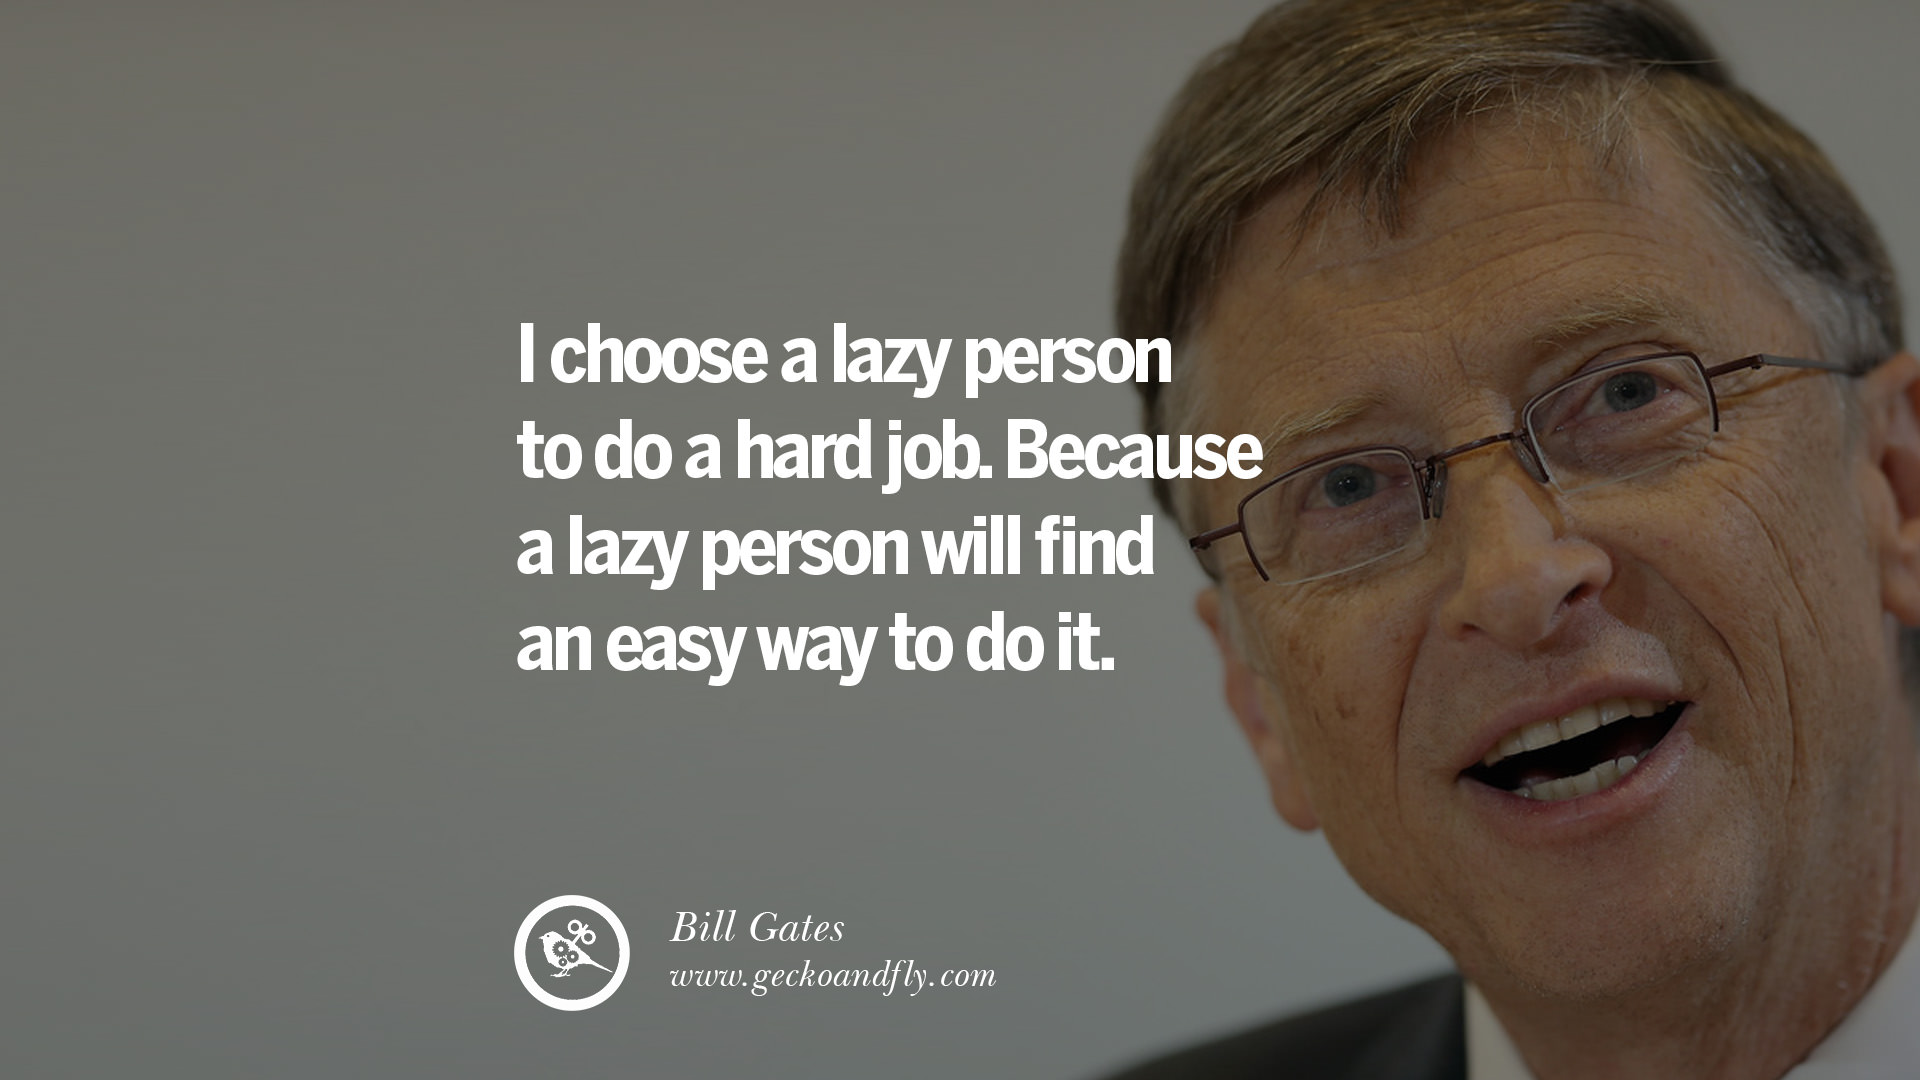 I choose a lazy person
to do a hard job. Because
a lazy person will find
an easy way to do it.
Bill Gates
www.geckoandfly.com